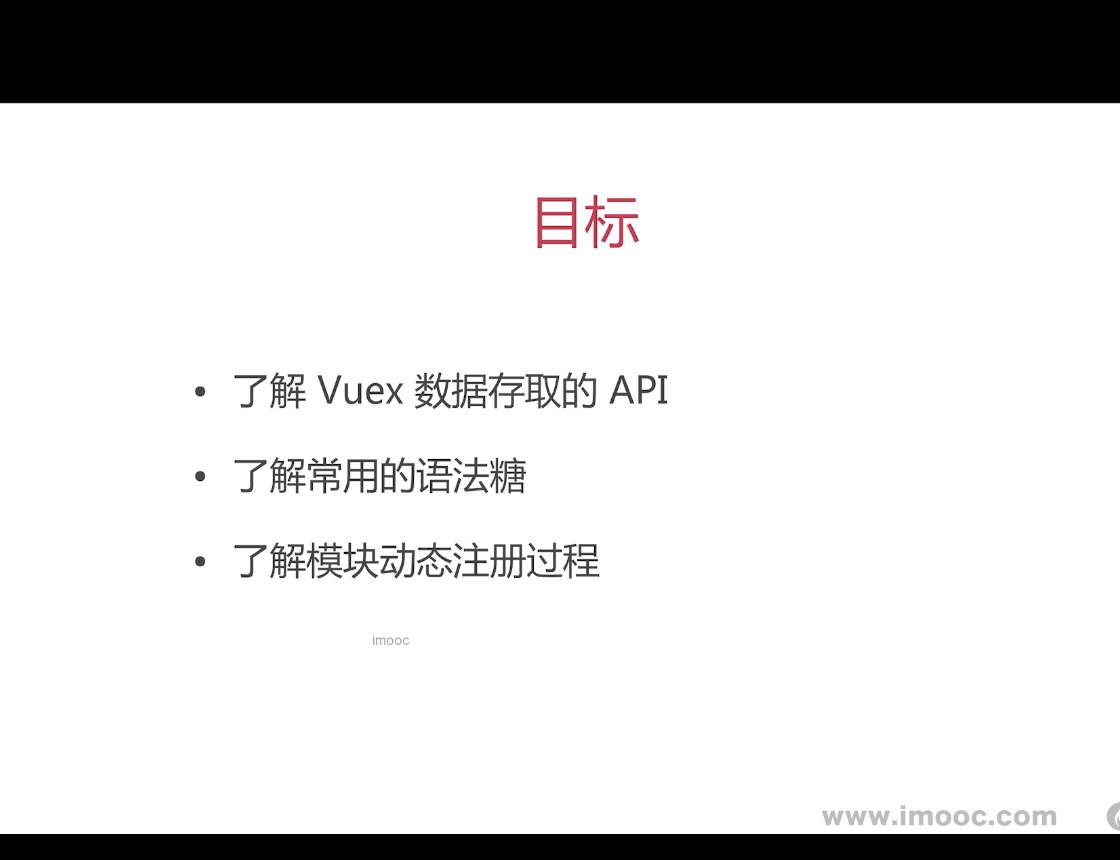 目标
• 了解 Vuex 数据存取的 API
• 了解常用的语法糖
• 了解模块动态注册过程
imooc
www.imooc.com